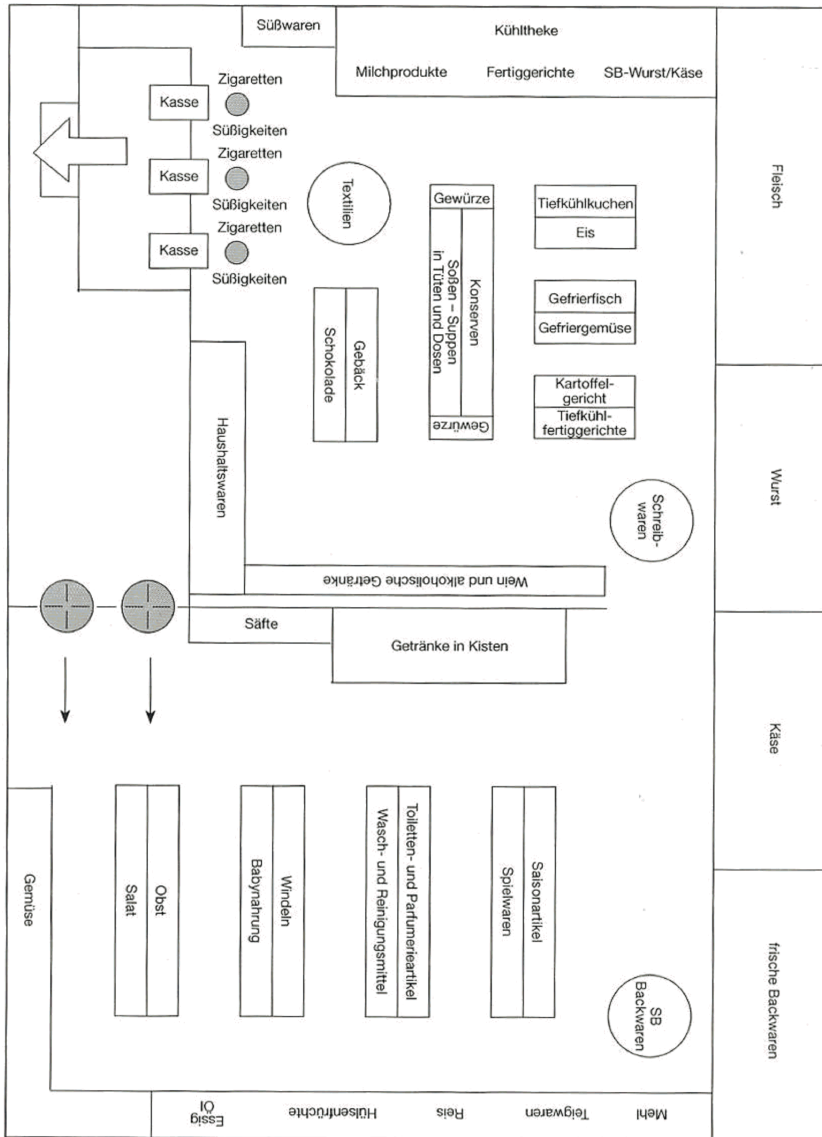 Süßwaren
Kühltheke
Milchprodukte
Fertiggerichte
SB-Wurst/Käse
Fleisch
Zigaretten
Kasse
Süßigkeiten
Zigaretten
Kasse
Süßigkeiten
Zigaretten
Kasse
Süßigkeiten
Textilien
Gewürze
Konserven
Soßen – Suppen
in Tüten und Dosen
Gewürze
Tiefkühlkuchen
Eis
Gefrierfisch
Gefriergemüse
Kartoffel-
gericht
Tiefkühl-
fertiggerichte
Gebäck
Schokolade
Haushaltswaren
Wurst
Schreib-
waren
Wein und alkoholische Getränke
Säfte
Getränke in Kisten
Käse
Gemüse
Obst
Salat
Windeln
Babynahrung
Toiletten- und Parfumerieartikel
Wasch- und Reinigungsmittel
Saisonartikel
Spielwaren
frische Backwaren
SB
Backwaren
Essig
Öl
Hülsenfrüchte
Reis
Teigwaren
Mehl